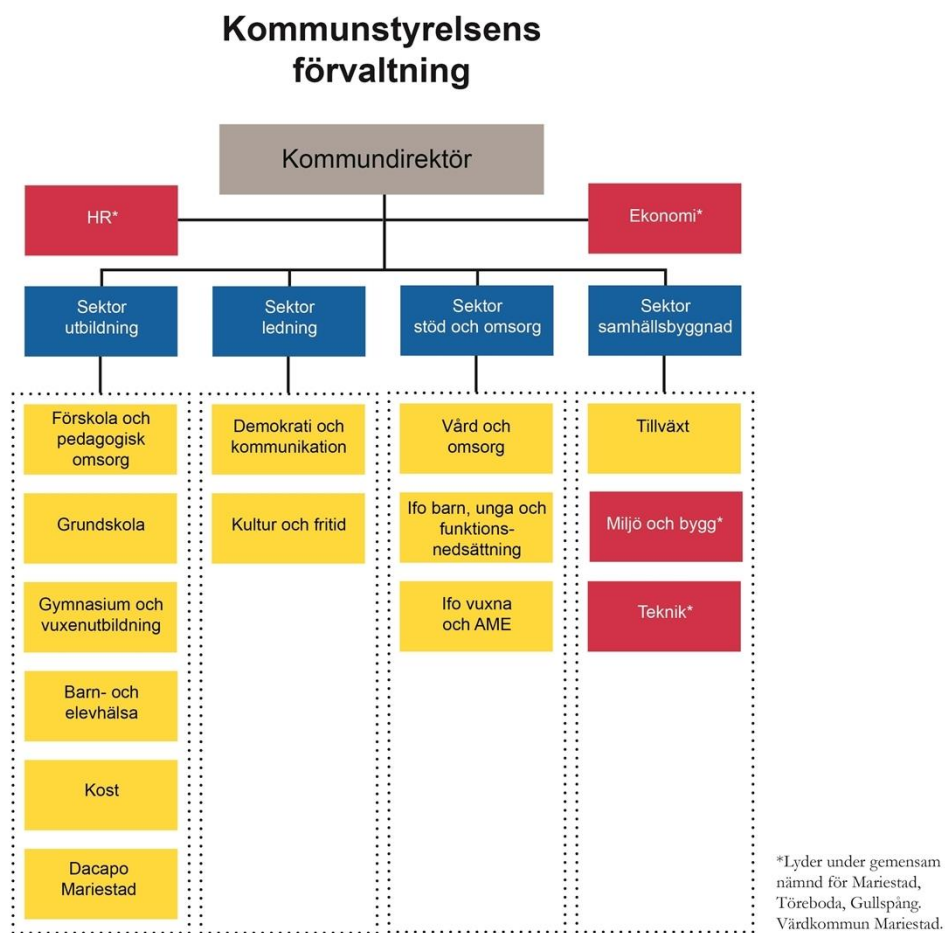 Kommunstyrelsens
förvaltning
Kommundirektör
HR*
Ekonomi*
Sektor
utbildning
Sektor
ledning
Sektor
stöd och omsorg
Sektor
samhällsbyggnad
Förskola och
pedagogisk
omsorg
Grundskola
Gymnasium och
vuxenutbildning
Barn- och
elevhälsa
Kost
Dacapo
Mariestad
Demokrati och
kommunikation
Kultur och fritid
Vård och
omsorg
Ifo barn, unga och
funktions-
nedsättning
Ifo vuxna
och AME
Tillväxt
Miljö och bygg*
Teknik*
*Lyder under gemensam
nämnd för Mariestad,
Töreboda, Gullspång.
Värdkommun Mariestad.